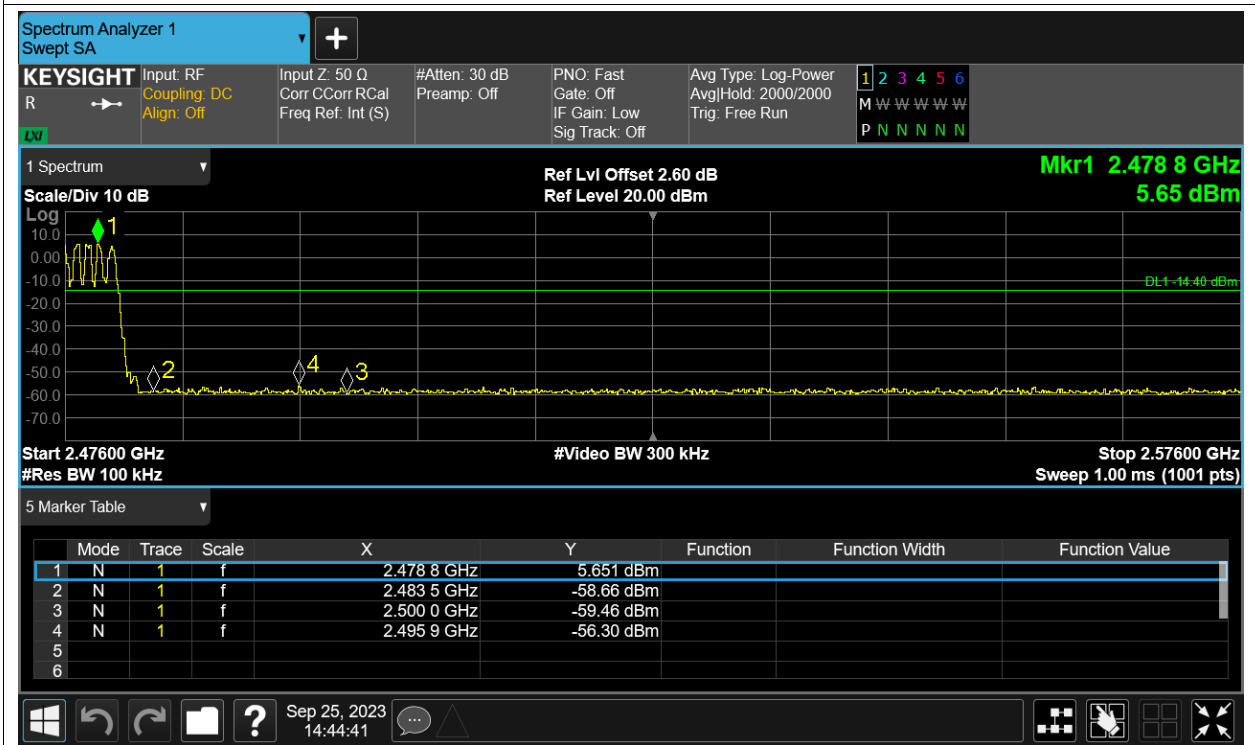 Spectrum Analyzer 1
Swept SA
KEYSIGHT Input: RF Input Z: 50 Ω #Atten: 30 dB PNO: Fast Avg Type: Log-Power 1 2 3 4 5 6
R Coupling: DC Corr CCorr RCal Preamp: Off Gate: Off Avg|Hold: 2000/2000 M W W W W W
Align: Off Freq Ref: Int (S) IF Gain: Low Trig: Free Run
LXI Sig Track: Off P N N N N N
1 Spectrum Ref Lvl Offset 2.60 dB Mkr1 2.478 8 GHz
Scale/Div 10 dB Ref Level 20.00 dBm 5.65 dBm
Log
1
10.0
0.00
-10.0 DL1 -14.40 dBm
-20.0
-30.0
-40.0
-50.0 2 4 3
-60.0
-70.0
Start 2.47600 GHz #Video BW 300 kHz Stop 2.57600 GHz
#Res BW 100 kHz Sweep 1.00 ms (1001 pts)
5 Marker Table
Mode Trace Scale X Y Function Function Width Function Value
1 N 1 f 2.478 8 GHz 5.651 dBm
2 N 1 f 2.483 5 GHz -58.66 dBm
3 N 1 f 2.500 0 GHz -59.46 dBm
4 N 1 f 2.495 9 GHz -56.30 dBm
5
6
? Sep 25, 2023
14:44:41